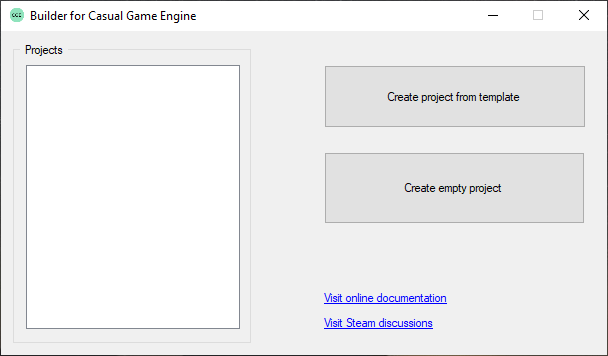 CGE
Builder for Casual Game Engine
Projects
Create project from template
Create empty project
Visit online documentation
Visit Steam discussions